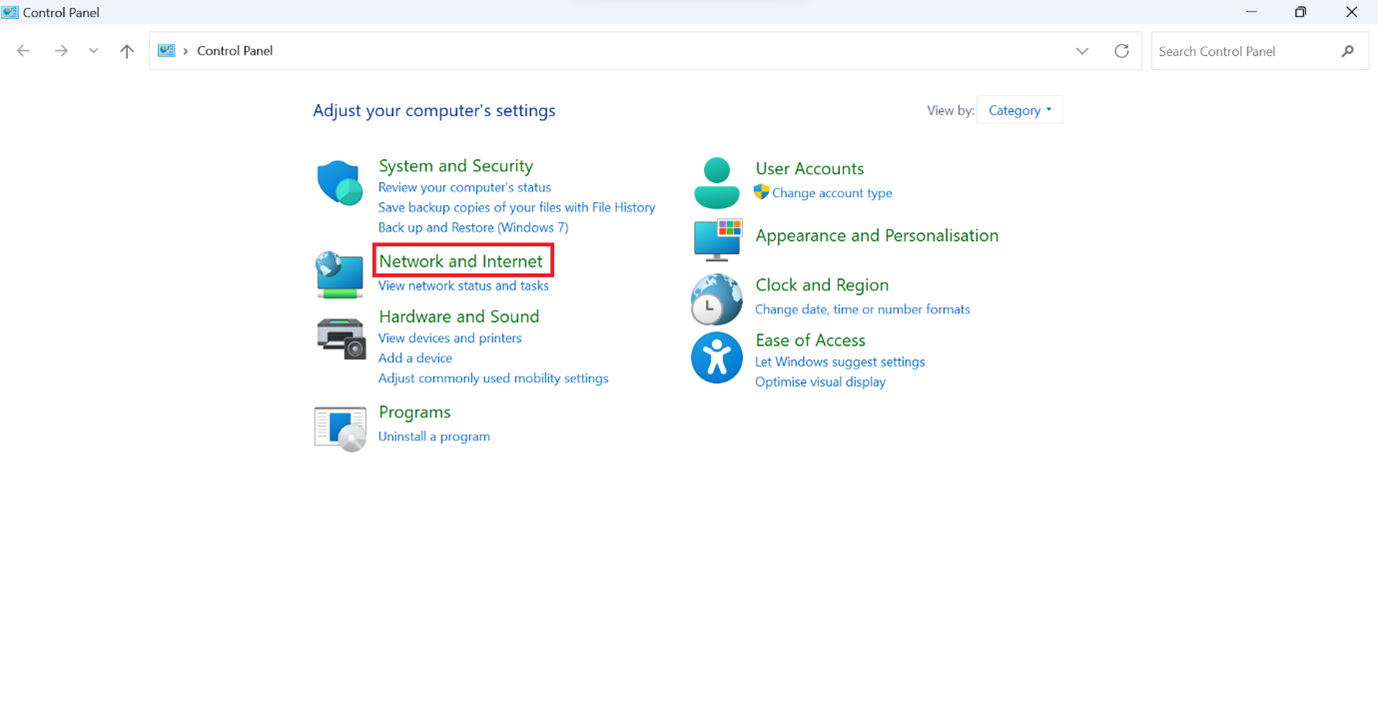 Control Panel
Control Panel
Search Control Panel
Adjust your computer's settings
View by: Category
System and Security
Review your computer's status
Save backup copies of your files with File History
Back up and Restore (Windows 7)
Network and Internet
View network status and tasks
Hardware and Sound
View devices and printers
Add a device
Adjust commonly used mobility settings
Programs
Uninstall a program
User Accounts
Change account type
Appearance and Personalisation
Clock and Region
Change date, time or number formats
Ease of Access
Let Windows suggest settings
Optimise visual display